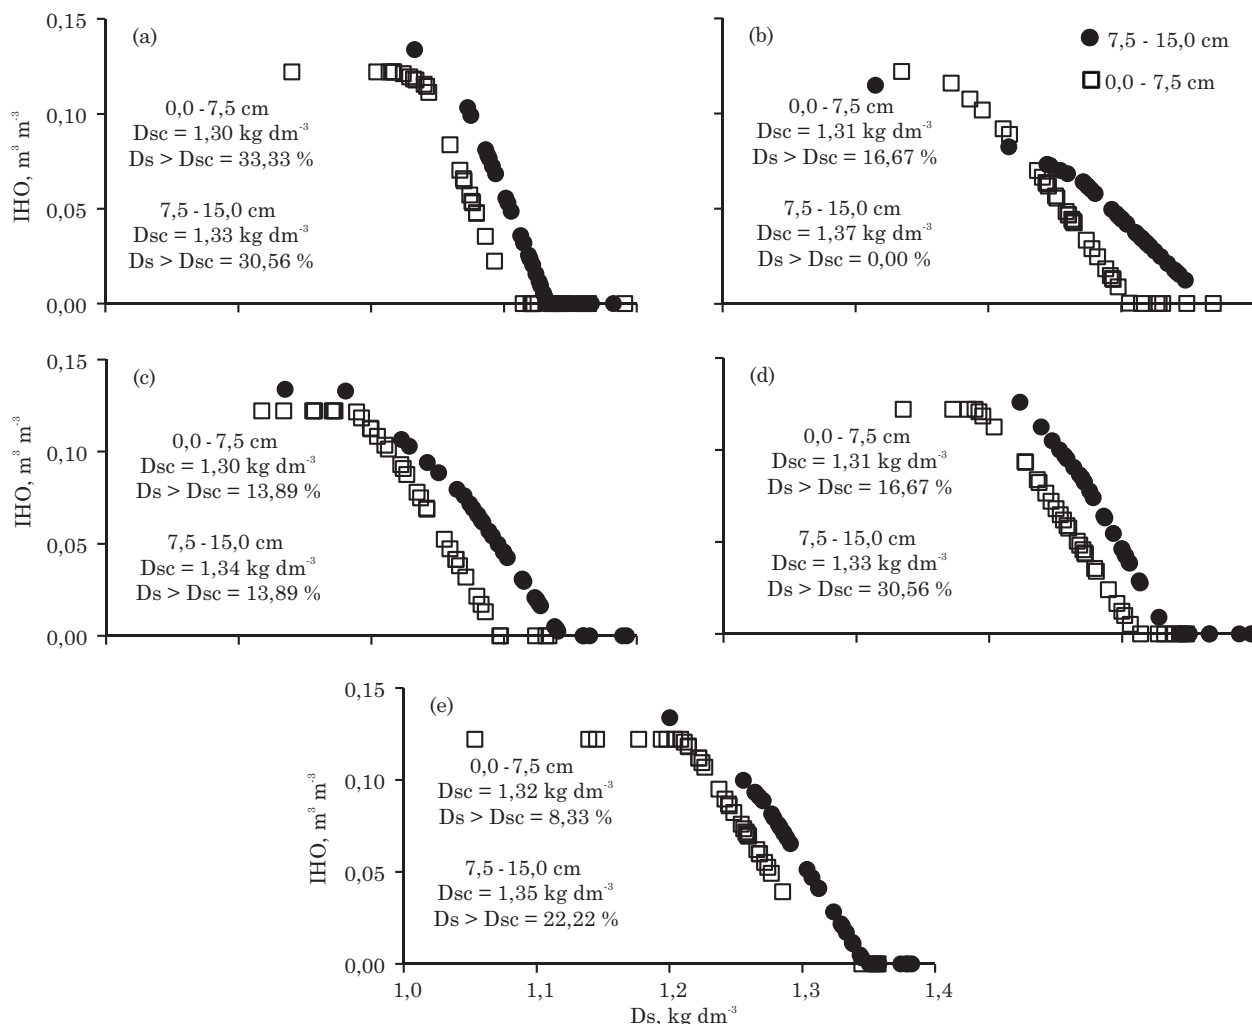 0,15
(a)
0,10
0,0 - 7,5 cm
Dsc = 1,30 kg dm⁻³
Ds > Dsc = 33,33 %
0,05
7,5 - 15,0 cm
Dsc = 1,33 kg dm⁻³
Ds > Dsc = 30,56 %
0,00
IHO, m³ m⁻³
(b)
7,5 - 15,0 cm
0,0 - 7,5 cm
0,0 - 7,5 cm
Dsc = 1,31 kg dm⁻³
Ds > Dsc = 16,67 %
7,5 - 15,0 cm
Dsc = 1,37 kg dm⁻³
Ds > Dsc = 0,00 %
0,15
(c)
0,10
0,0 - 7,5 cm
Dsc = 1,30 kg dm⁻³
Ds > Dsc = 13,89 %
0,05
7,5 - 15,0 cm
Dsc = 1,34 kg dm⁻³
Ds > Dsc = 13,89 %
0,00
IHO, m³ m⁻³
(d)
0,0 - 7,5 cm
Dsc = 1,31 kg dm⁻³
Ds > Dsc = 16,67 %
7,5 - 15,0 cm
Dsc = 1,33 kg dm⁻³
Ds > Dsc = 30,56 %
0,15
(e)
0,10
0,0 - 7,5 cm
Dsc = 1,32 kg dm⁻³
Ds > Dsc = 8,33 %
0,05
7,5 - 15,0 cm
Dsc = 1,35 kg dm⁻³
Ds > Dsc = 22,22 %
0,00
IHO, m³ m⁻³
1,0 1,1 1,2 1,3 1,4
Ds, kg dm⁻³